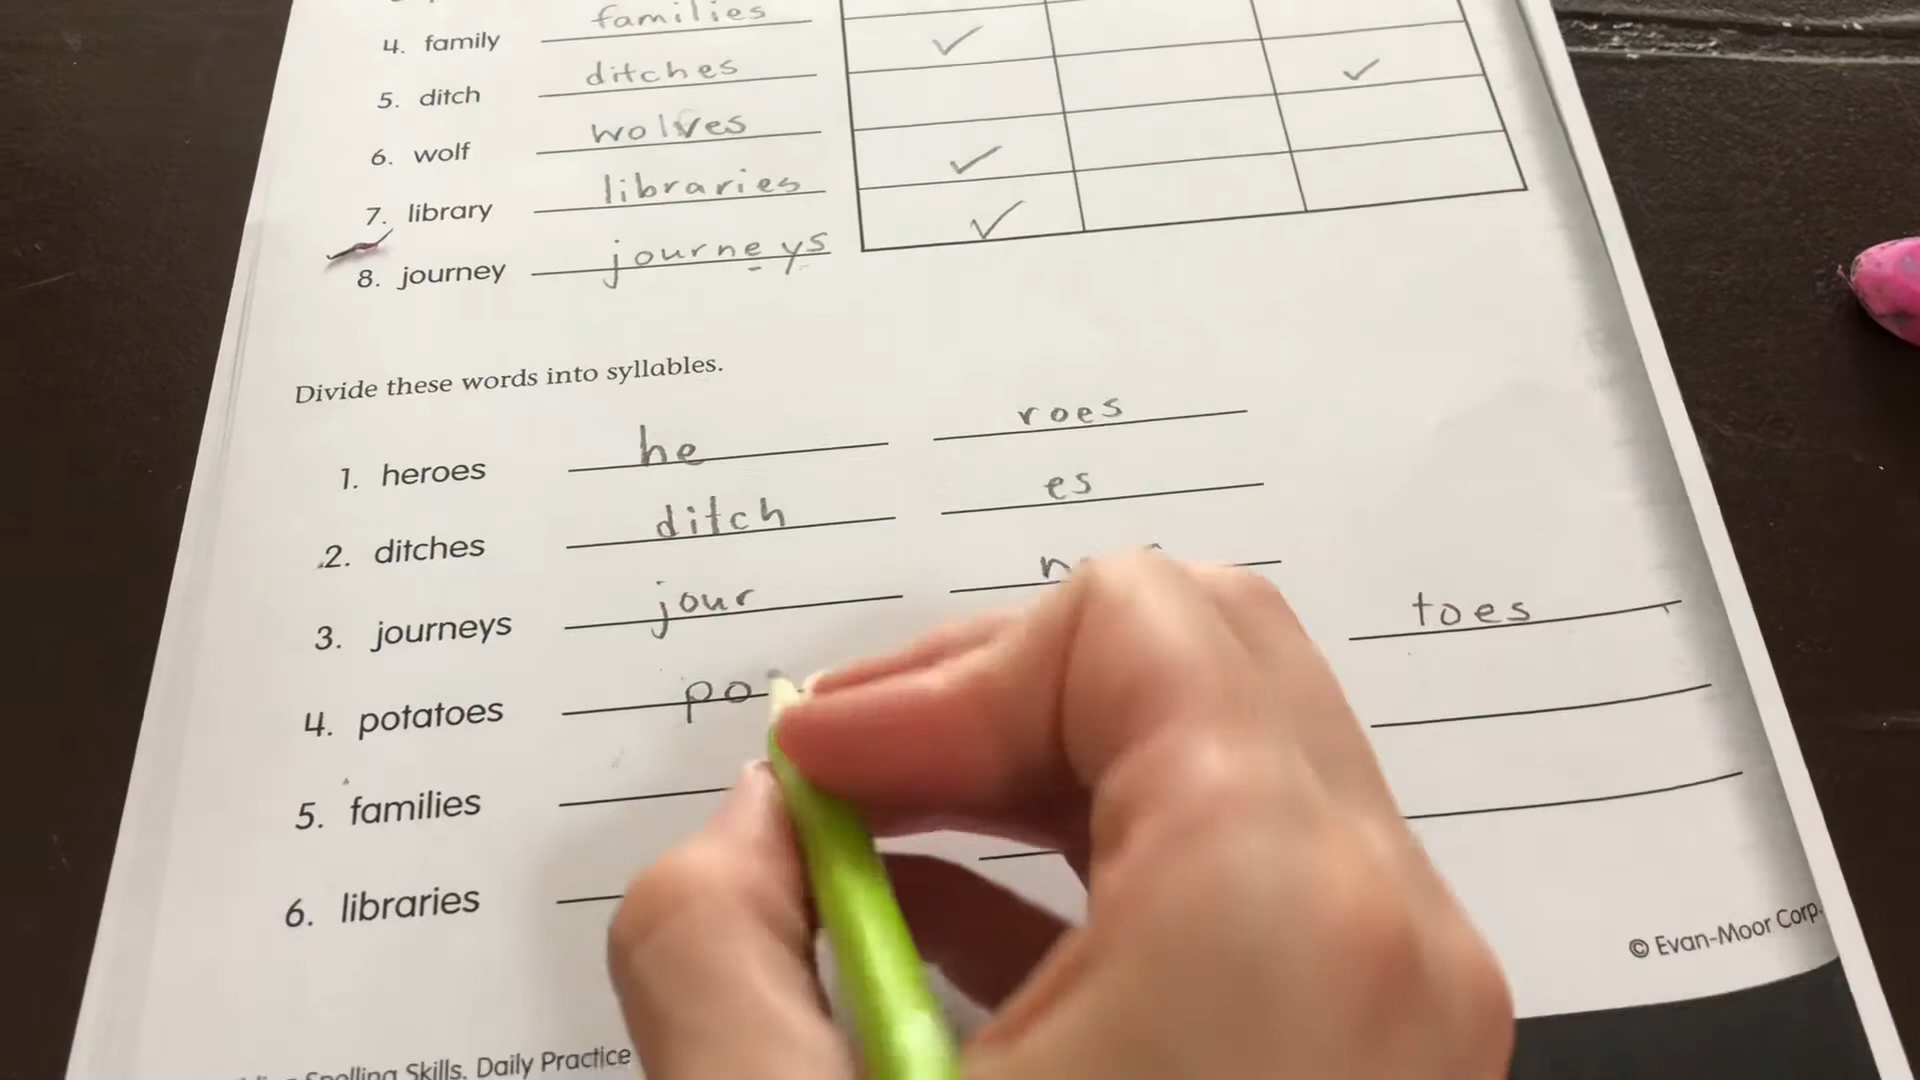 4. family families
5. ditch ditches
6. wolf wolves
7. library libraries
8. journey journeys
Divide these words into syllables.
1. heroes he roes
2. ditches ditch es
3. journeys jour
4. potatoes po toes
5. families
6. libraries
© Evan-Moor Corp.
Spelling Skills, Daily Practice